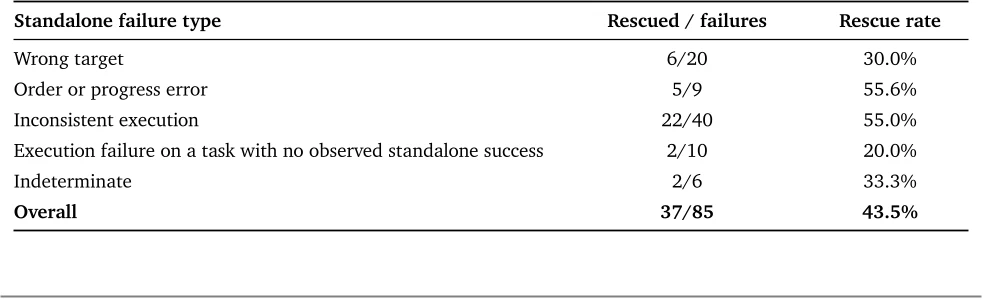 Standalone failure type Rescued / failures Rescue rate
Wrong target 6/20 30.0%
Order or progress error 5/9 55.6%
Inconsistent execution 22/40 55.0%
Execution failure on a task with no observed standalone success 2/10 20.0%
Indeterminate 2/6 33.3%
Overall 37/85 43.5%